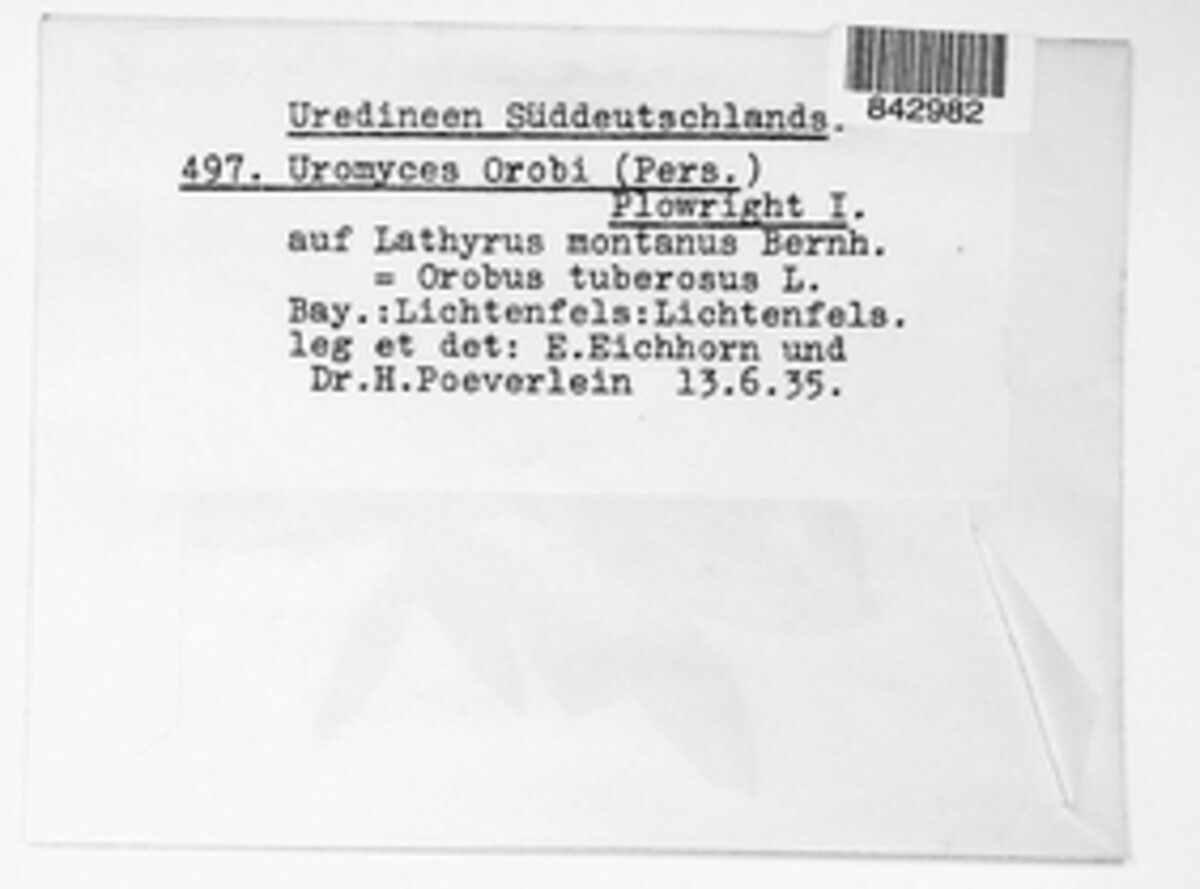 842982
Uredineen Süddeutschlands.
497. Uromyces Orobi (Pers.)
Plowright I.
auf Lathyrus montanus Bernh.
= Orobus tuberosus L.
Bay.:Lichtenfels:Lichtenfels.
leg et det: E.Eichhorn und
Dr.H.Poeverlein 13.6.35.